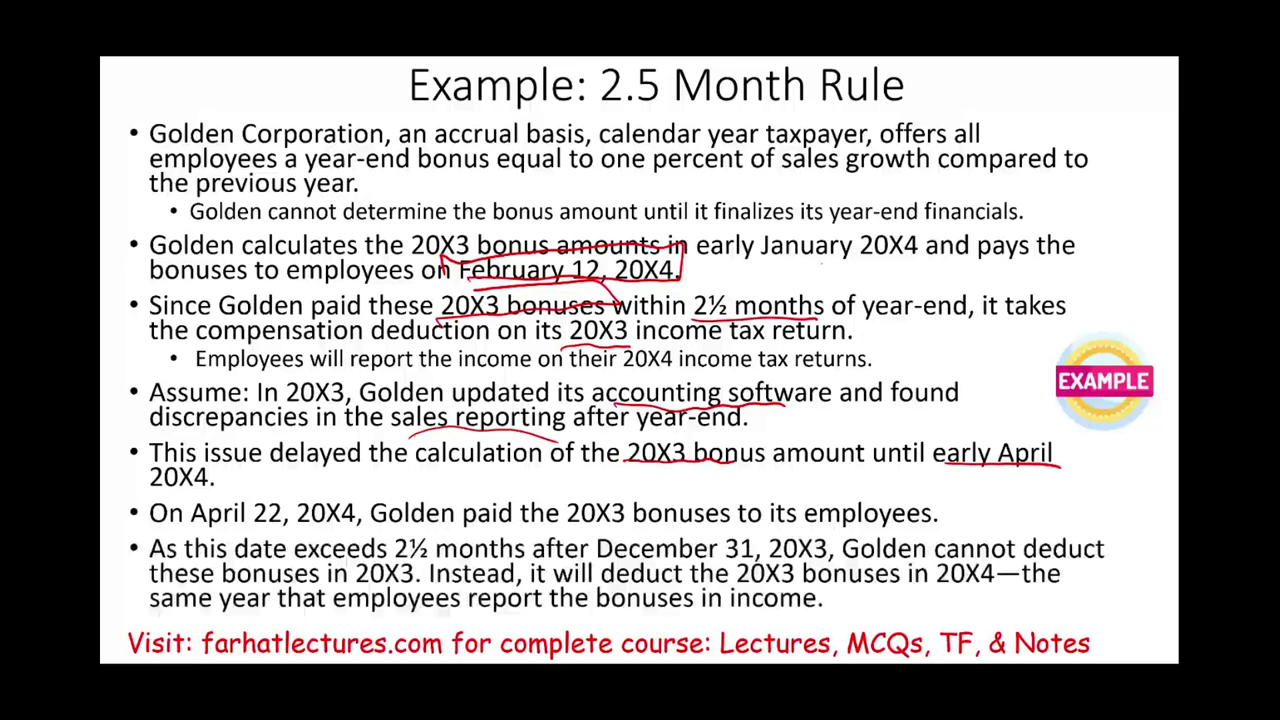 Example: 2.5 Month Rule
• Golden Corporation, an accrual basis, calendar year taxpayer, offers all
employees a year-end bonus equal to one percent of sales growth compared to
the previous year.
• Golden cannot determine the bonus amount until it finalizes its year-end financials.
• Golden calculates the 20X3 bonus amounts in early January 20X4 and pays the
bonuses to employees on February 12, 20X4.
• Since Golden paid these 20X3 bonuses within 2½ months of year-end, it takes
the compensation deduction on its 20X3 income tax return.
• Employees will report the income on their 20X4 income tax returns.
• Assume: In 20X3, Golden updated its accounting software and found
discrepancies in the sales reporting after year-end.
• This issue delayed the calculation of the 20X3 bonus amount until early April
20X4.
• On April 22, 20X4, Golden paid the 20X3 bonuses to its employees.
• As this date exceeds 2½ months after December 31, 20X3, Golden cannot deduct
these bonuses in 20X3. Instead, it will deduct the 20X3 bonuses in 20X4—the
same year that employees report the bonuses in income.
EXAMPLE
Visit: farhatlectures.com for complete course: Lectures, MCQs, TF, & Notes